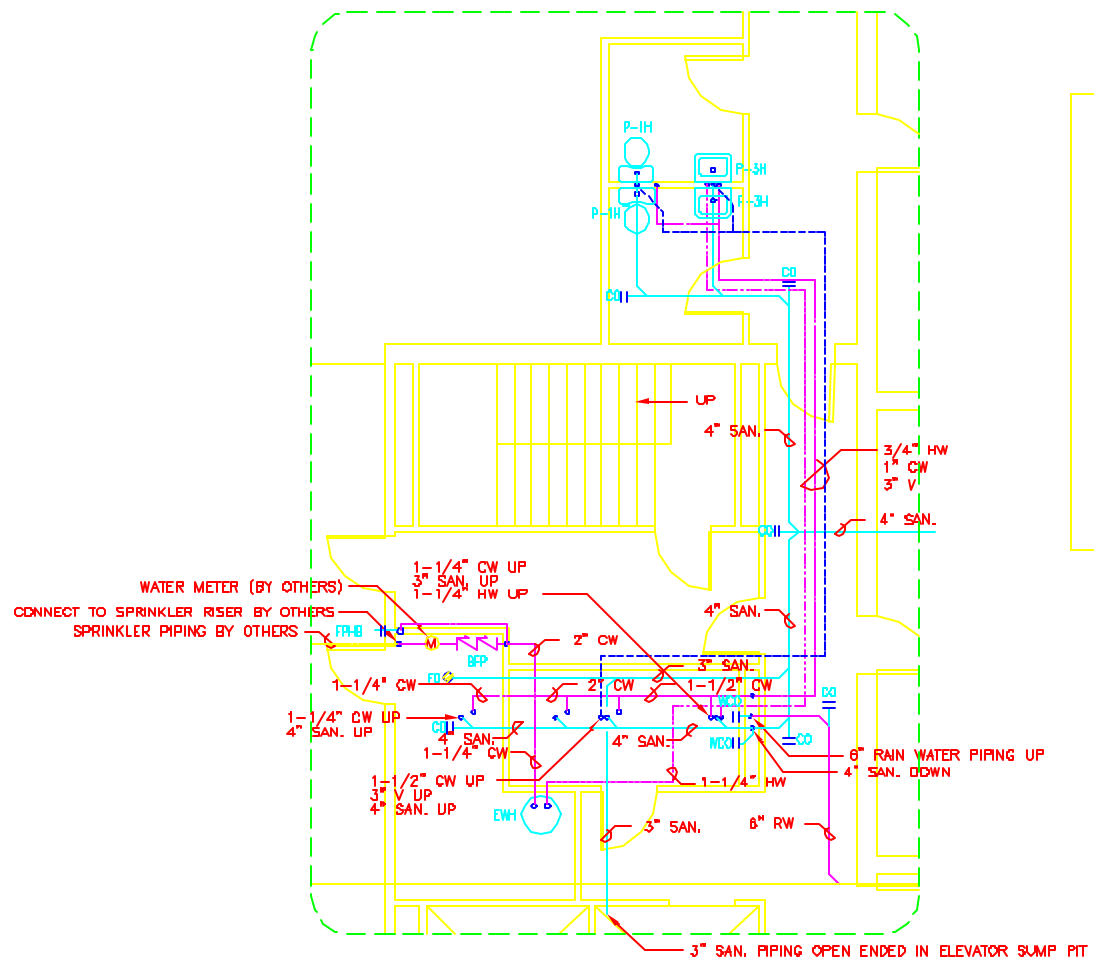 P-1H
P-3H
P-3H
P-1H
CO
CO
UP
4" SAN.
3/4" HW
1" CW
3" V
4" SAN.
CO
1-1/4" CW UP
3" SAN. UP
1-1/4" HW UP
WATER METER (BY OTHERS)
CONNECT TO SPRINKLER RISER BY OTHERS
SPRINKLER PIPING BY OTHERS
FPHB
M
BFP
2" CW
4" SAN.
FD
3" SAN.
1-1/4" CW
2" CW
1-1/2" CW
CO
WCO
1-1/4" CW UP
4" SAN. UP
CO
4" SAN.
4" SAN.
WCO
CO
1-1/4" CW
6" RAIN WATER PIPING UP
4" SAN. DOWN
1-1/2" CW UP
3" V UP
4" SAN. UP
1-1/4" HW
EWH
3" SAN.
6" RW
3" SAN. PIPING OPEN ENDED IN ELEVATOR SUMP PIT